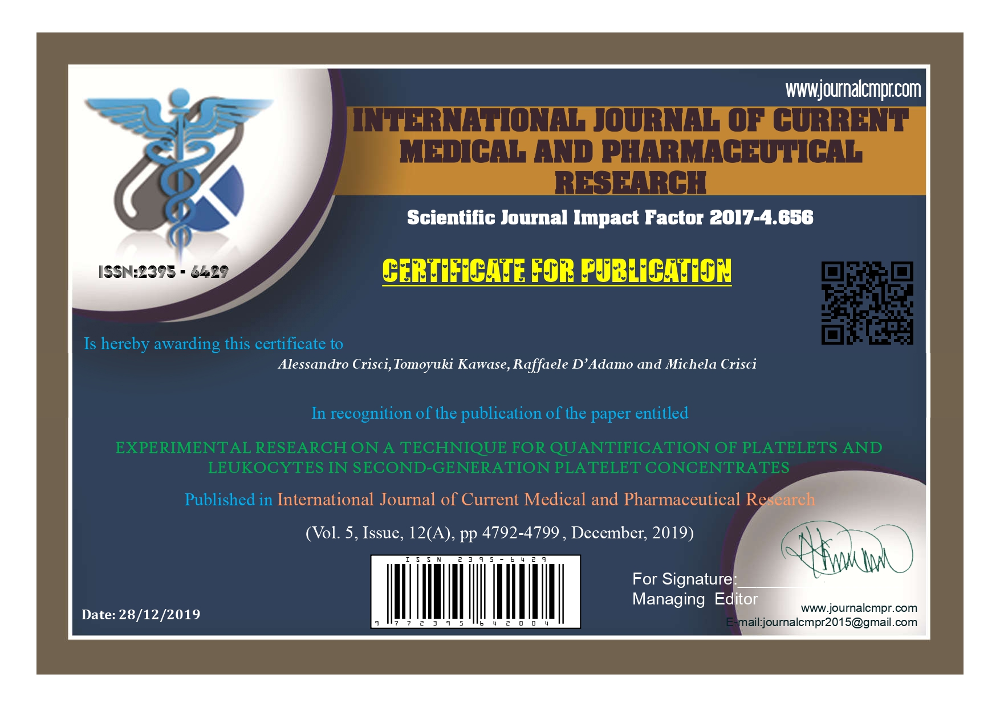 www.journalcmpr.com
INTERNATIONAL JOURNAL OF CURRENT
MEDICAL AND PHARMACEUTICAL
RESEARCH
Scientific Journal Impact Factor 2017-4.656
ISSN:2395 - 6429
CERTIFICATE FOR PUBLICATION
Is hereby awarding this certificate to
Alessandro Crisci, Tomoyuki Kawase, Raffaele D’Adamo and Michela Crisci
In recognition of the publication of the paper entitled
EXPERIMENTAL RESEARCH ON A TECHNIQUE FOR QUANTIFICATION OF PLATELETS AND
LEUKOCYTES IN SECOND-GENERATION PLATELET CONCENTRATES
Published in International Journal of Current Medical and Pharmaceutical Research
(Vol. 5, Issue, 12(A), pp 4792-4799 , December, 2019)
ISSN 2395-6429
9 772395 642004
For Signature:__________
Managing Editor
Date: 28/12/2019
www.journalcmpr.com
E-mail:journalcmpr2015@gmail.com